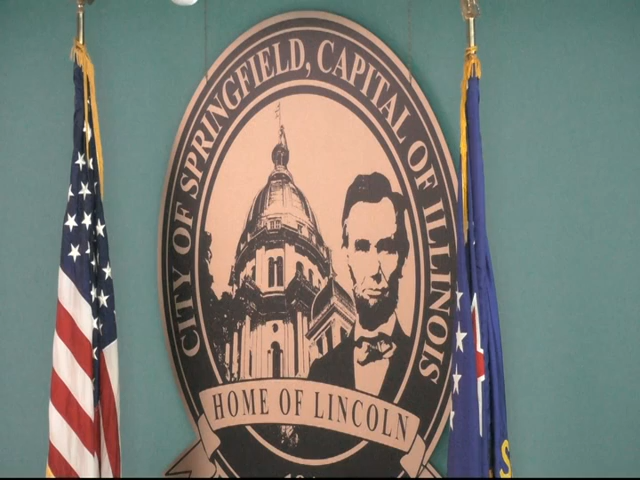 CITY OF SPRINGFIELD, CAPITAL OF ILLINOIS
HOME OF LINCOLN